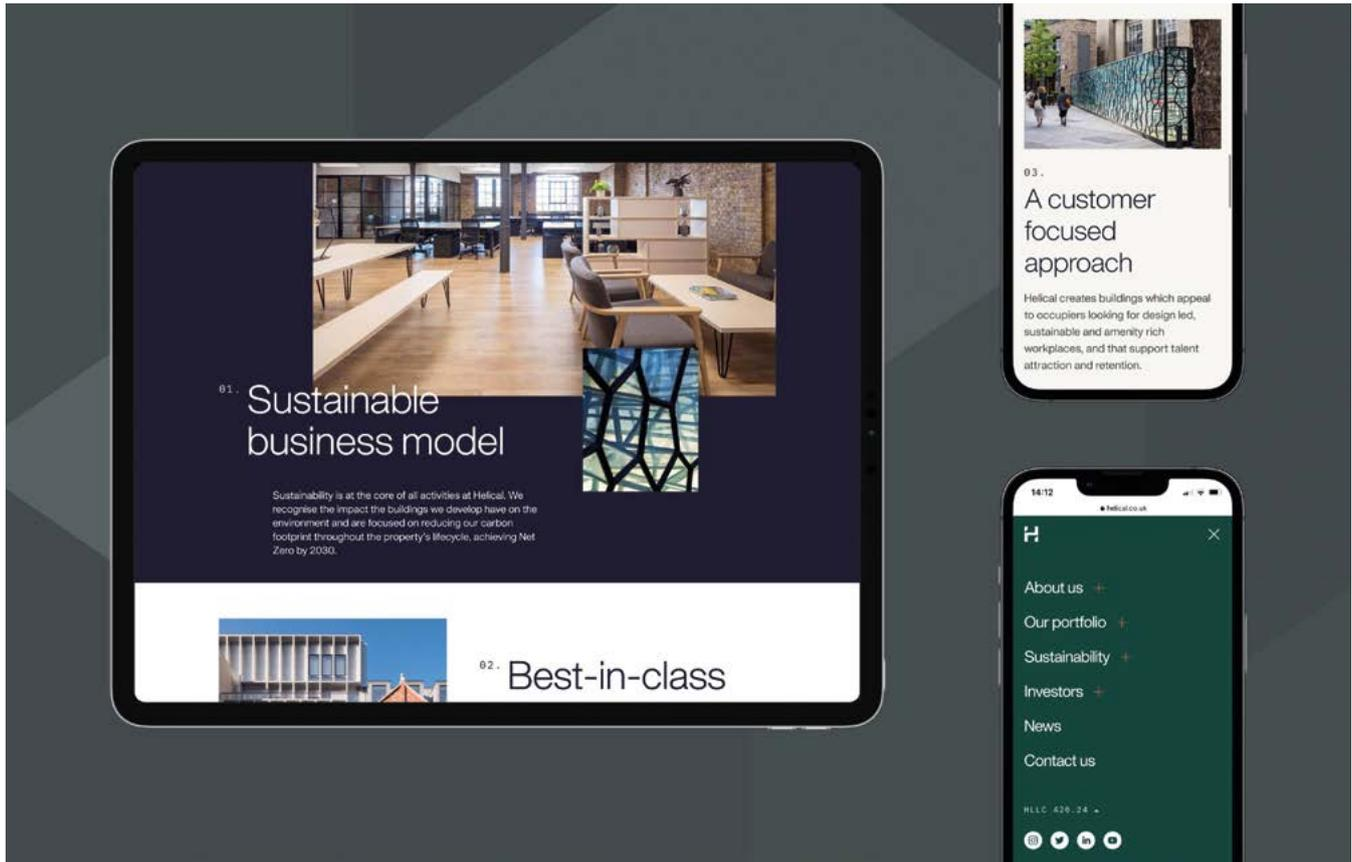 01.
Sustainable
business model
Sustainability is at the core of all activities at Helical. We
recognise the impact the buildings we develop have on the
environment and are focused on reducing our carbon
footprint throughout the property's lifecycle, achieving Net
Zero by 2030.
02.
Best-in-class
03.
A customer
focused
approach
Helical creates buildings which appeal
to occupiers looking for design led,
sustainable and amenity rich
workplaces, and that support talent
attraction and retention.
14:12
helical.co.uk
H
About us +
Our portfolio +
Sustainability +
Investors +
News
Contact us
HLLC 426.24
in